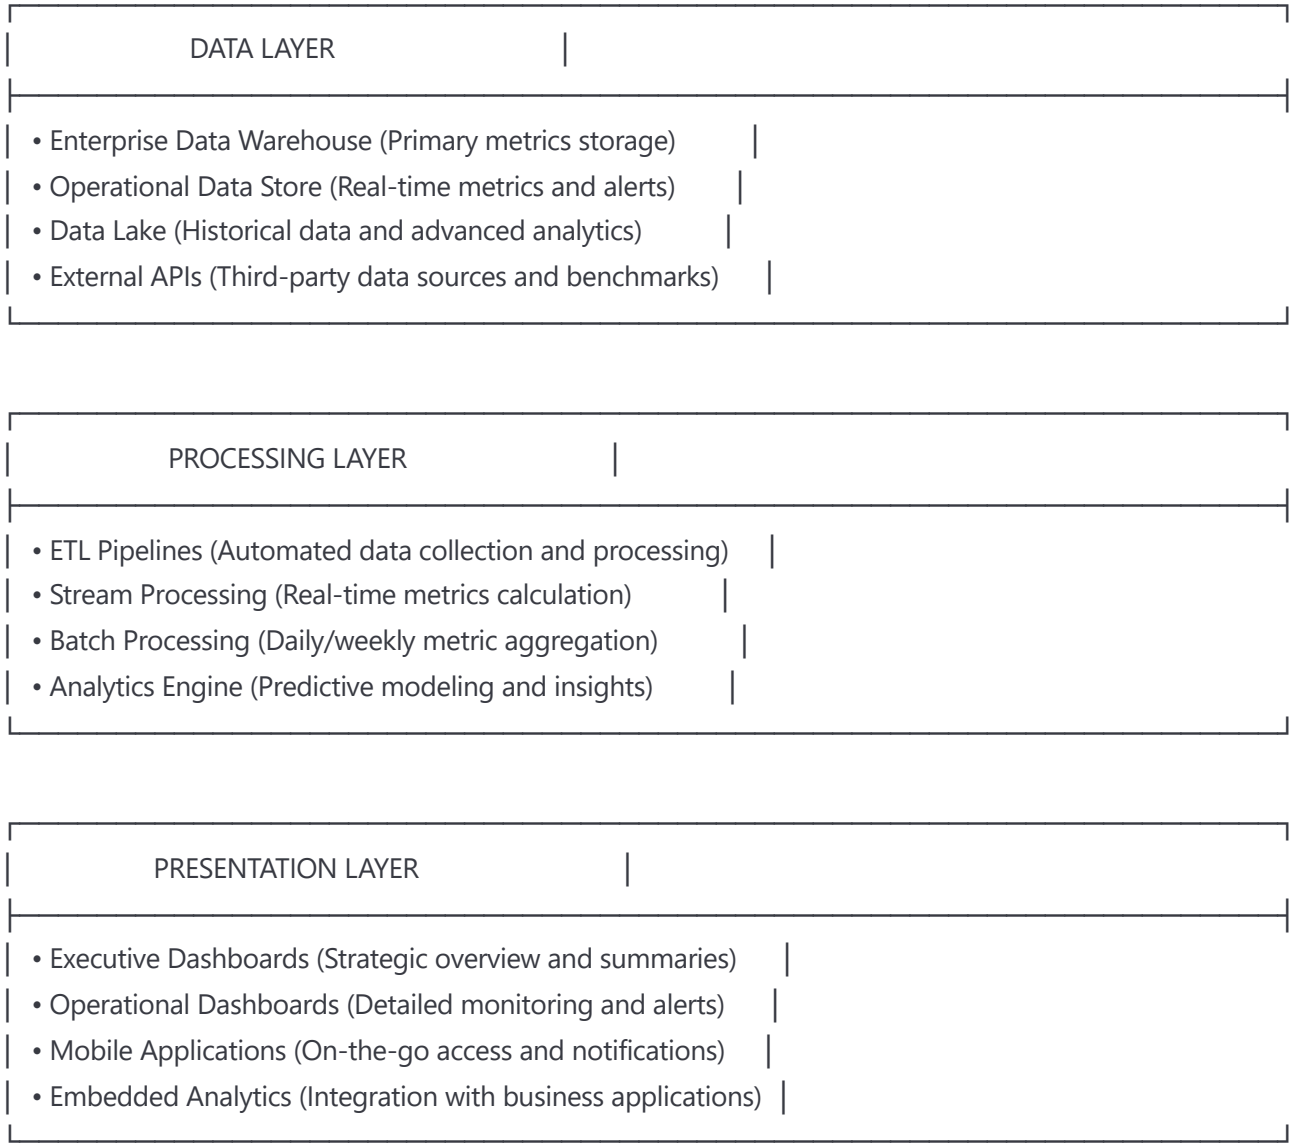 DATA LAYER
• Enterprise Data Warehouse (Primary metrics storage)
• Operational Data Store (Real-time metrics and alerts)
• Data Lake (Historical data and advanced analytics)
• External APIs (Third-party data sources and benchmarks)
PROCESSING LAYER
• ETL Pipelines (Automated data collection and processing)
• Stream Processing (Real-time metrics calculation)
• Batch Processing (Daily/weekly metric aggregation)
• Analytics Engine (Predictive modeling and insights)
PRESENTATION LAYER
• Executive Dashboards (Strategic overview and summaries)
• Operational Dashboards (Detailed monitoring and alerts)
• Mobile Applications (On-the-go access and notifications)
• Embedded Analytics (Integration with business applications)